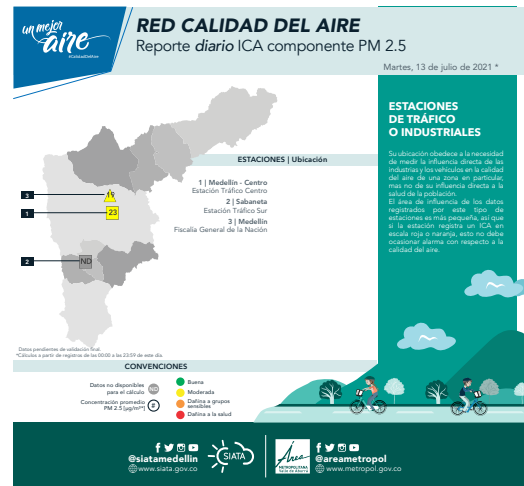 un mejor
aire
#CalidadDelAire
RED CALIDAD DEL AIRE
Reporte diario ICA componente PM 2.5
Martes, 13 de julio de 2021 *
ESTACIONES | Ubicación
1 | Medellín - Centro
Estación Tráfico Centro
2 | Sabaneta
Estación Tráfico Sur
3 | Medellín
Fiscalía General de la Nación
3
19
1
23
2
ND
ESTACIONES
DE TRÁFICO
O INDUSTRIALES
Su ubicación obedece a la necesidad
de medir la influencia directa de las
industrias y los vehículos en la calidad
del aire de una zona en particular,
mas no de su influencia directa a la
salud de la población.
El área de influencia de los datos
registrados por este tipo de
estaciones es más pequeña, así que
si la estación registra un ICA en
escala roja o naranja, esto no debe
ocasionar alarma con respecto a la
calidad del aire.
Datos pendientes de validación final.
*Cálculos a partir de registros de las 00:00 a las 23:59 de este día.
CONVENCIONES
Datos no disponibles
para el cálculo
ND
Concentración promedio
PM 2.5 [µg/m³*]
#
Buena
Moderada
Dañina a grupos
sensibles
Dañina a la salud
@siatamedellin
www.siata.gov.co
SIATA
Área
METROPOLITANA
Valle de Aburrá
@areametropol
www.metropol.gov.co